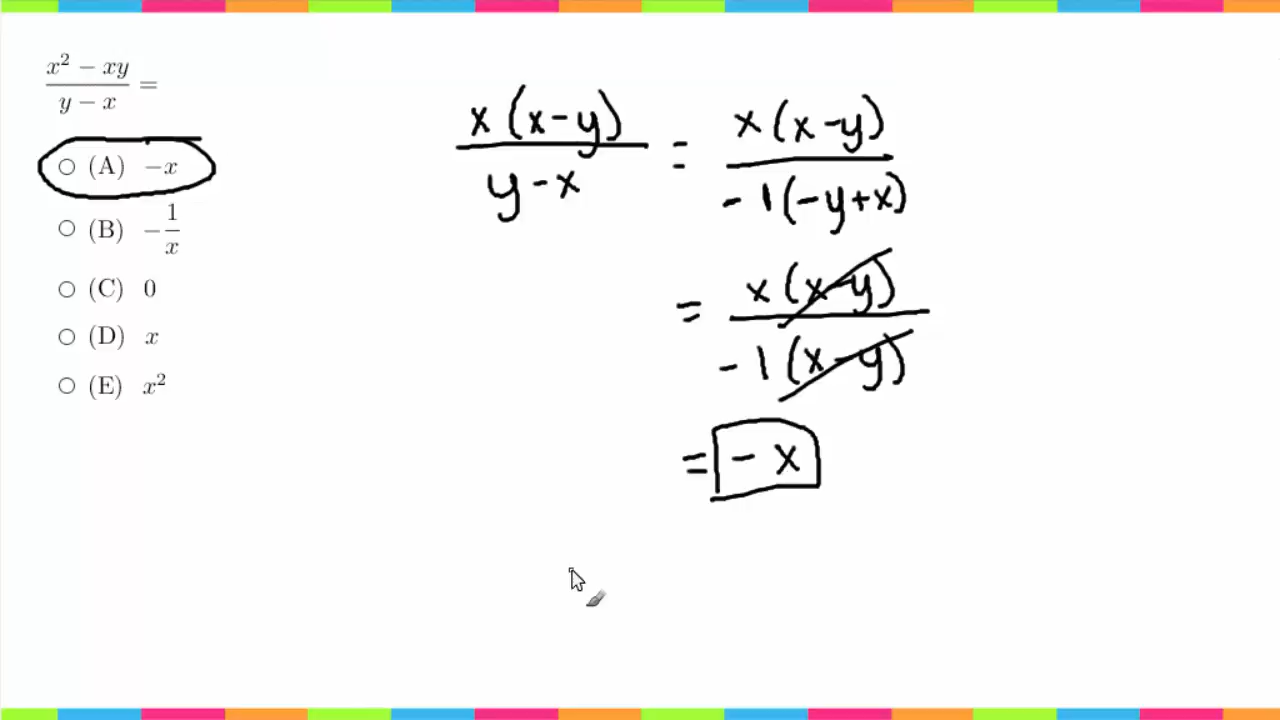 x² − xy
y − x
=
(A) −x
(B) −1/x
(C) 0
(D) x
(E) x²
x(x-y)
y-x
= x(x-y)
-1(-y+x)
= x(x-y)
-1(x-y)
= -x